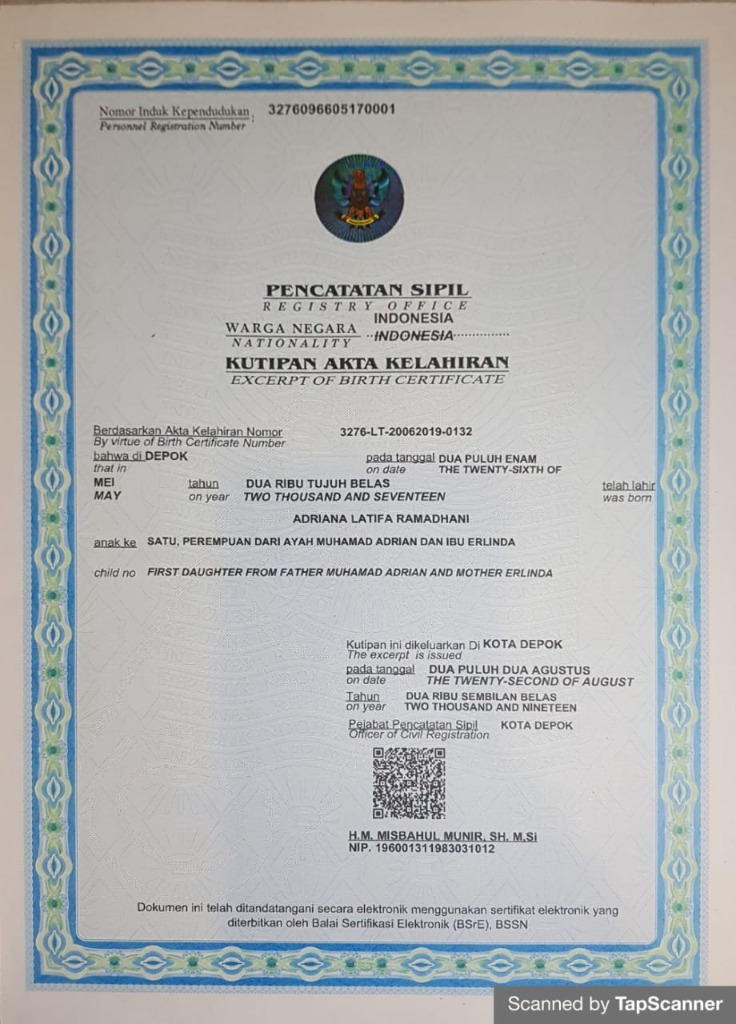 Nomor Induk Kependudukan : 3276096605170001
Personnel Registration Number
PENCATATAN SIPIL
REGISTRY OFFICE
INDONESIA
WARGA NEGARA
INDONESIA
NATIONALITY
KUTIPAN AKTA KELAHIRAN
EXCERPT OF BIRTH CERTIFICATE
Berdasarkan Akta Kelahiran Nomor 3276-LT-20062019-0132
By virtue of Birth Certificate Number
bahwa di DEPOK pada tanggal DUA PULUH ENAM
that in on date THE TWENTY-SIXTH OF
MEI tahun DUA RIBU TUJUH BELAS telah lahir
MAY on year TWO THOUSAND AND SEVENTEEN was born
ADRIANA LATIFA RAMADHANI
anak ke SATU, PEREMPUAN DARI AYAH MUHAMAD ADRIAN DAN IBU ERLINDA
child no FIRST DAUGHTER FROM FATHER MUHAMAD ADRIAN AND MOTHER ERLINDA
Kutipan ini dikeluarkan Di KOTA DEPOK
The excerpt is issued
pada tanggal DUA PULUH DUA AGUSTUS
on date THE TWENTY-SECOND OF AUGUST
Tahun DUA RIBU SEMBILAN BELAS
on year TWO THOUSAND AND NINETEEN
Pejabat Pencatatan Sipil KOTA DEPOK
Officer of Civil Registration
H.M. MISBAHUL MUNIR, SH. M,Si
NIP. 196001311983031012
Dokumen ini telah ditandatangani secara elektronik menggunakan sertifikat elektronik yang
diterbitkan oleh Balai Sertifikasi Elektronik (BSrE), BSSN
Scanned by TapScanner